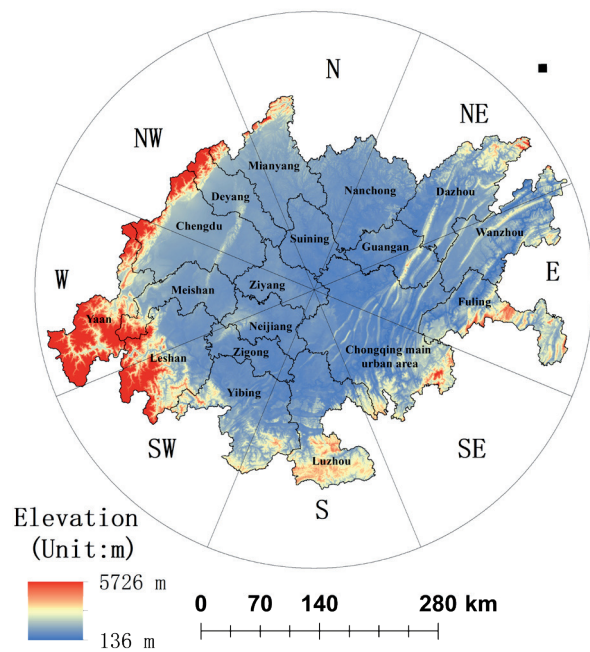 N
NW
NE
Mianyang
Nanchong
Dazhou
Deyang
Chengdu
Suining
Guangan
Wanzhou
W
E
Meishan
Ziyang
Fuling
Yaan
Neijiang
Leshan
Zigong
Chongqing main
urban area
Yibing
SW
SE
Luzhou
S
Elevation
(Unit:m)
5726 m
136 m
0 70 140 280 km